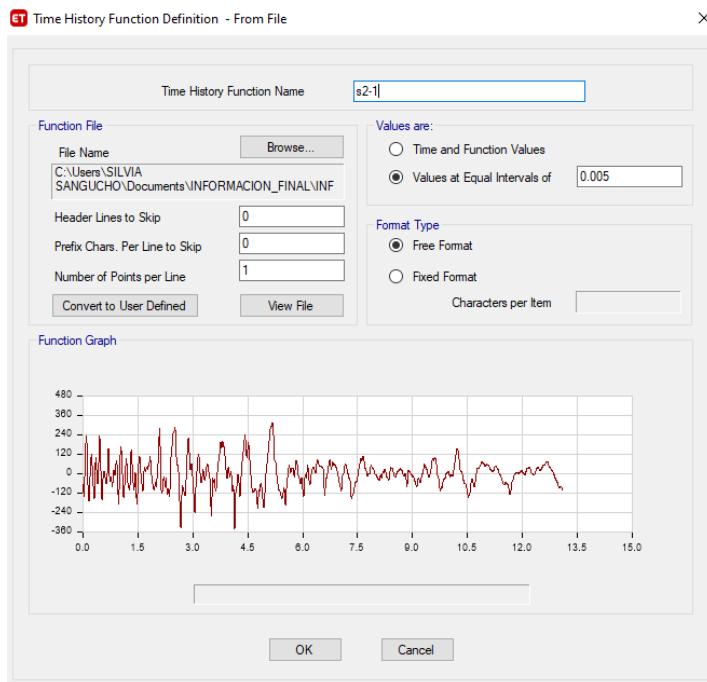 ET Time History Function Definition - From File
Time History Function Name s2-1
Function File
File Name Browse...
C:\Users\SILVIA
SANGUCHO\Documents\INFORMACION_FINAL\INF
Header Lines to Skip 0
Prefix Chars. Per Line to Skip 0
Number of Points per Line 1
Convert to User Defined View File
Values are:
Time and Function Values
Values at Equal Intervals of 0.005
Format Type
Free Format
Fixed Format
Characters per Item
Function Graph
480
360
240
120
0
-120
-240
-360
0.0 1.5 3.0 4.5 6.0 7.5 9.0 10.5 12.0 13.5 15.0
OK Cancel